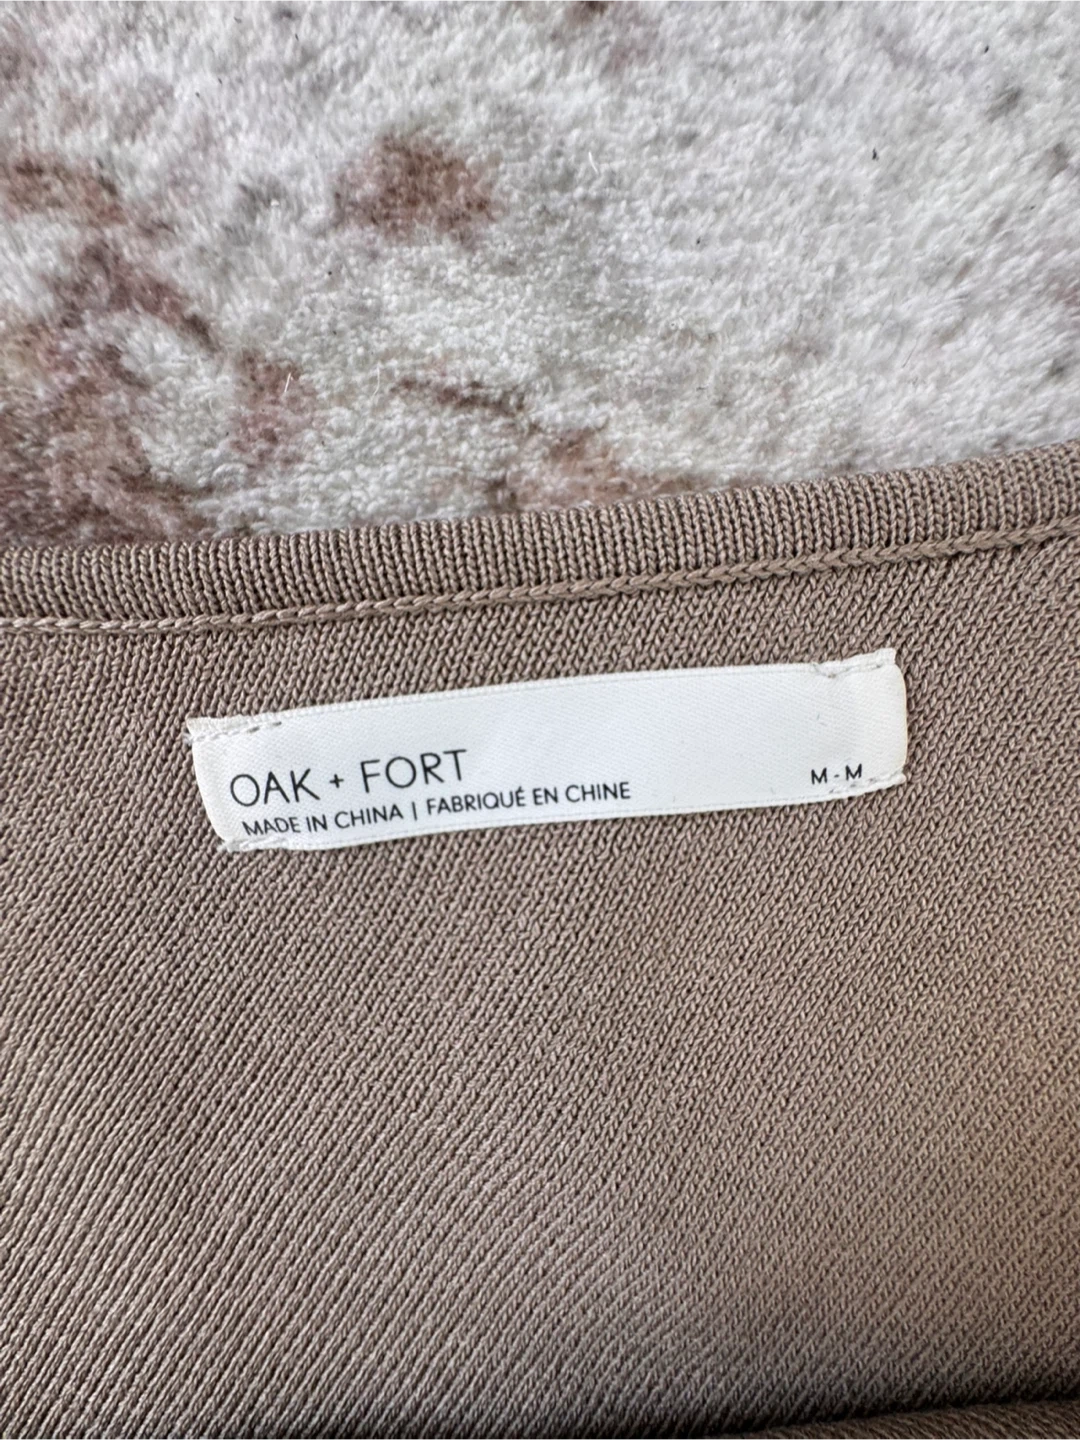 OAK + FORT
MADE IN CHINA | FABRIQUÉ EN CHINE
M - M